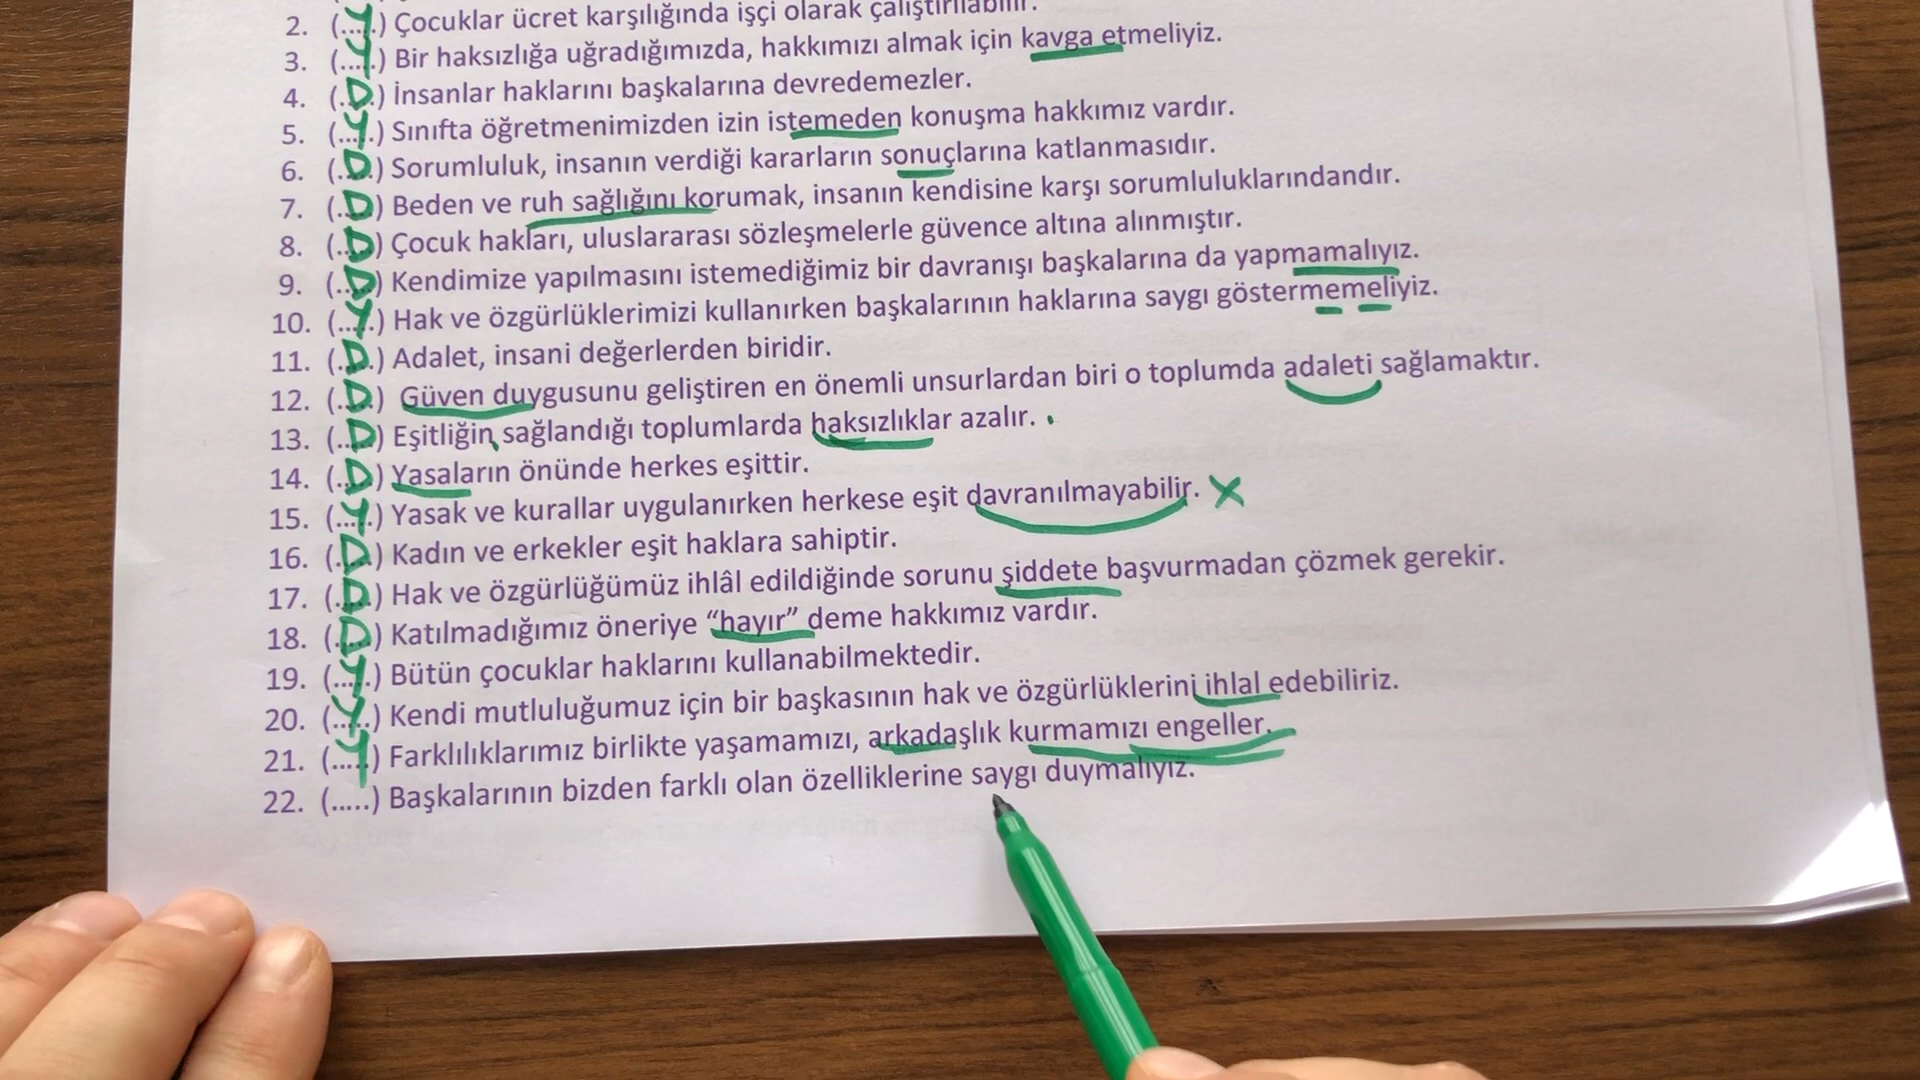 2. (..Y..) Çocuklar ücret karşılığında işçi olarak çalıştırılabilir.
3. (..Y..) Bir haksızlığa uğradığımızda, hakkımızı almak için kavga etmeliyiz.
4. (..D..) İnsanlar haklarını başkalarına devredemezler.
5. (..Y..) Sınıfta öğretmenimizden izin istemeden konuşma hakkımız vardır.
6. (..D..) Sorumluluk, insanın verdiği kararların sonuçlarına katlanmasıdır.
7. (..D..) Beden ve ruh sağlığını korumak, insanın kendisine karşı sorumluluklarındandır.
8. (..D..) Çocuk hakları, uluslararası sözleşmelerle güvence altına alınmıştır.
9. (..D..) Kendimize yapılmasını istemediğimiz bir davranışı başkalarına da yapmamalıyız.
10. (..Y..) Hak ve özgürlüklerimizi kullanırken başkalarının haklarına saygı göstermemeliyiz.
11. (..D..) Adalet, insani değerlerden biridir.
12. (..D..) Güven duygusunu geliştiren en önemli unsurlardan biri o toplumda adaleti sağlamaktır.
13. (..D..) Eşitliğin sağlandığı toplumlarda haksızlıklar azalır.
14. (..D..) Yasaların önünde herkes eşittir.
15. (..Y..) Yasak ve kurallar uygulanırken herkese eşit davranılmayabilir. X
16. (..D..) Kadın ve erkekler eşit haklara sahiptir.
17. (..D..) Hak ve özgürlüğümüz ihlâl edildiğinde sorunu şiddete başvurmadan çözmek gerekir.
18. (..D..) Katılmadığımız öneriye “hayır” deme hakkımız vardır.
19. (..Y..) Bütün çocuklar haklarını kullanabilmektedir.
20. (..Y..) Kendi mutluluğumuz için bir başkasının hak ve özgürlüklerini ihlal edebiliriz.
21. (..Y..) Farklılıklarımız birlikte yaşamamızı, arkadaşlık kurmamızı engeller.
22. (.....) Başkalarının bizden farklı olan özelliklerine saygı duymalıyız.